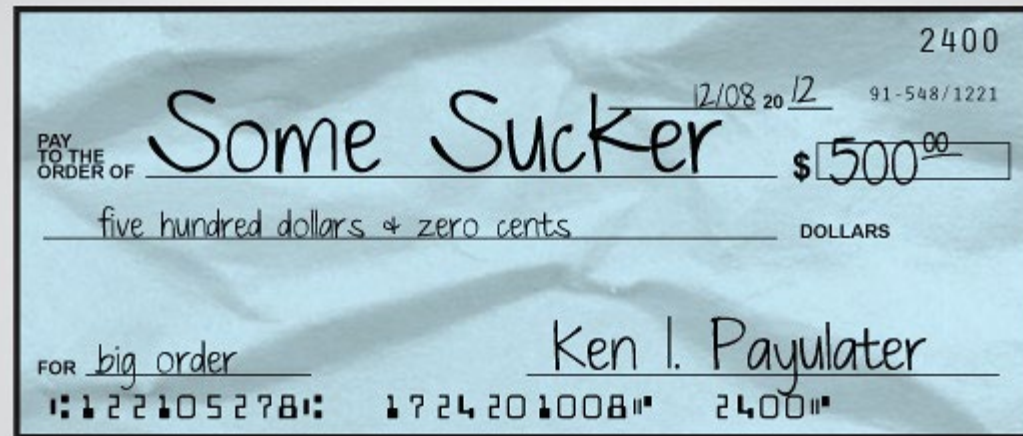 2400
12/08 20 12 91-548/1221
PAY
TO THE
ORDER OF Some Sucker $ 500 00
five hundred dollars & zero cents DOLLARS
Ken I. Payulater
FOR big order
⑆122105278⑆ 1724201008⑈ 2400⑈